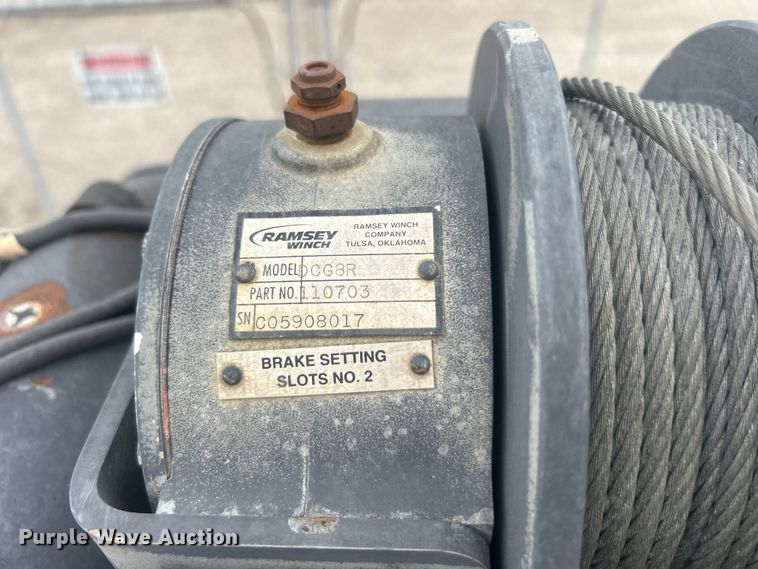 RAMSEY
WINCH
RAMSEY WINCH
COMPANY
TULSA, OKLAHOMA
MODEL DCG8R
PART NO. 110703
SN C05908017
BRAKE SETTING
SLOTS NO. 2
Purple Wave Auction